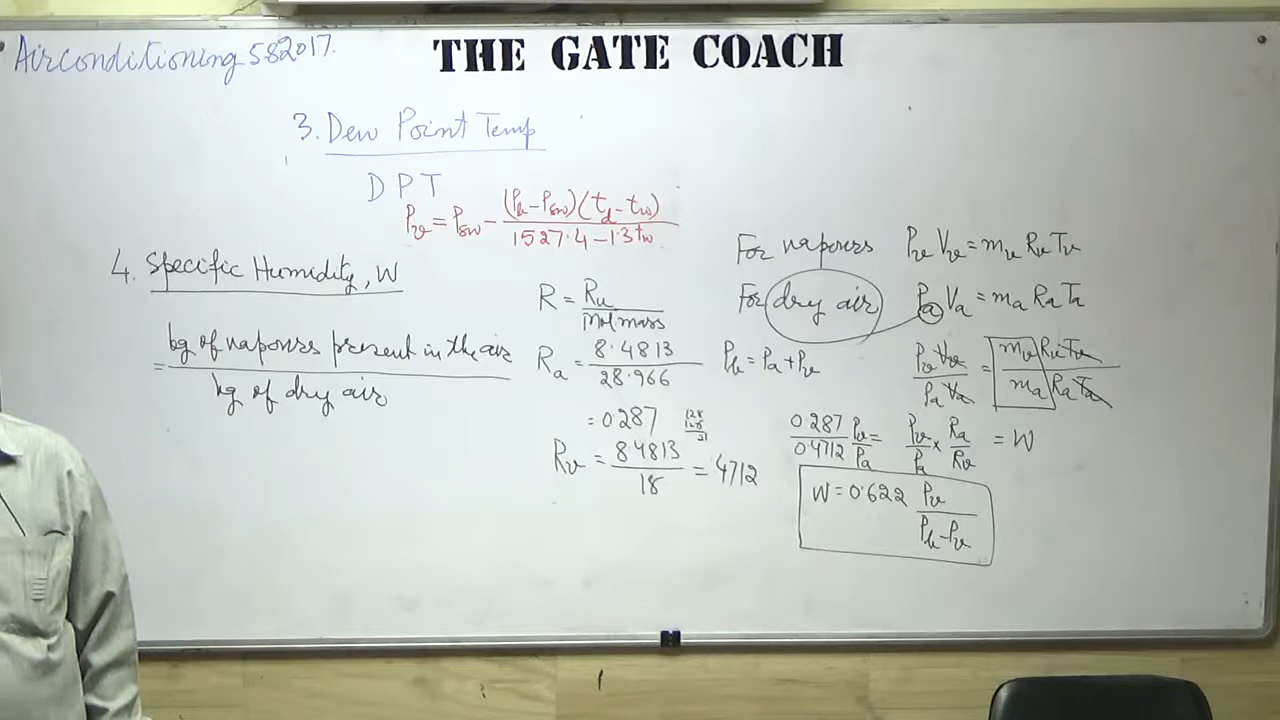 Airconditioning 582017.
THE GATE COACH
3. Dew Point Temp
DPT
Pv = Psw - (Pb - Psw)(td - tw) / 1527.4 - 1.3tw
4. Specific Humidity, W
= kg of vapours present in the air / kg of dry air
R = Ru / Mol mass
Ra = 8.4813 / 28.966
= 0.287
Rv = 8.4813 / 18 = 4712
For vapours Pv Vv = mv Rv Tv
For dry air Pa Va = ma Ra Ta
Pb = Pa + Pv
Pv Vv / Pa Va = mv Rv Tv / ma Ra Ta
0.287 / 0.4712 Pv / Pa = Pv / Pa × Ra / Rv = W
W = 0.622 Pv / Pb - Pv